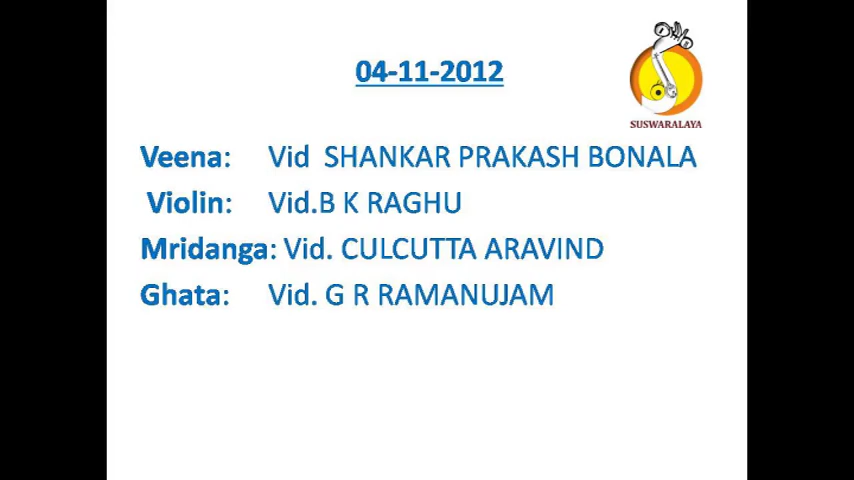 04-11-2012
SUSWARALAYA
Veena: Vid SHANKAR PRAKASH BONALA
Violin: Vid.B K RAGHU
Mridanga: Vid. CULCUTTA ARAVIND
Ghata: Vid. G R RAMANUJAM